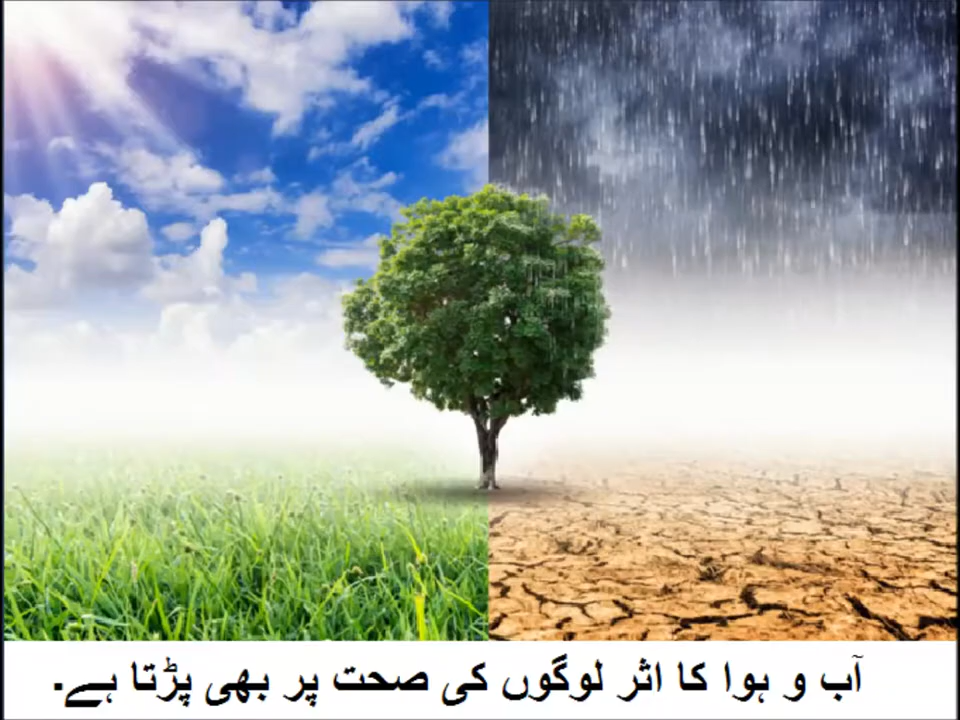 آب و ہوا کا اثر لوگوں کی صحت پر بھی پڑتا ہے۔